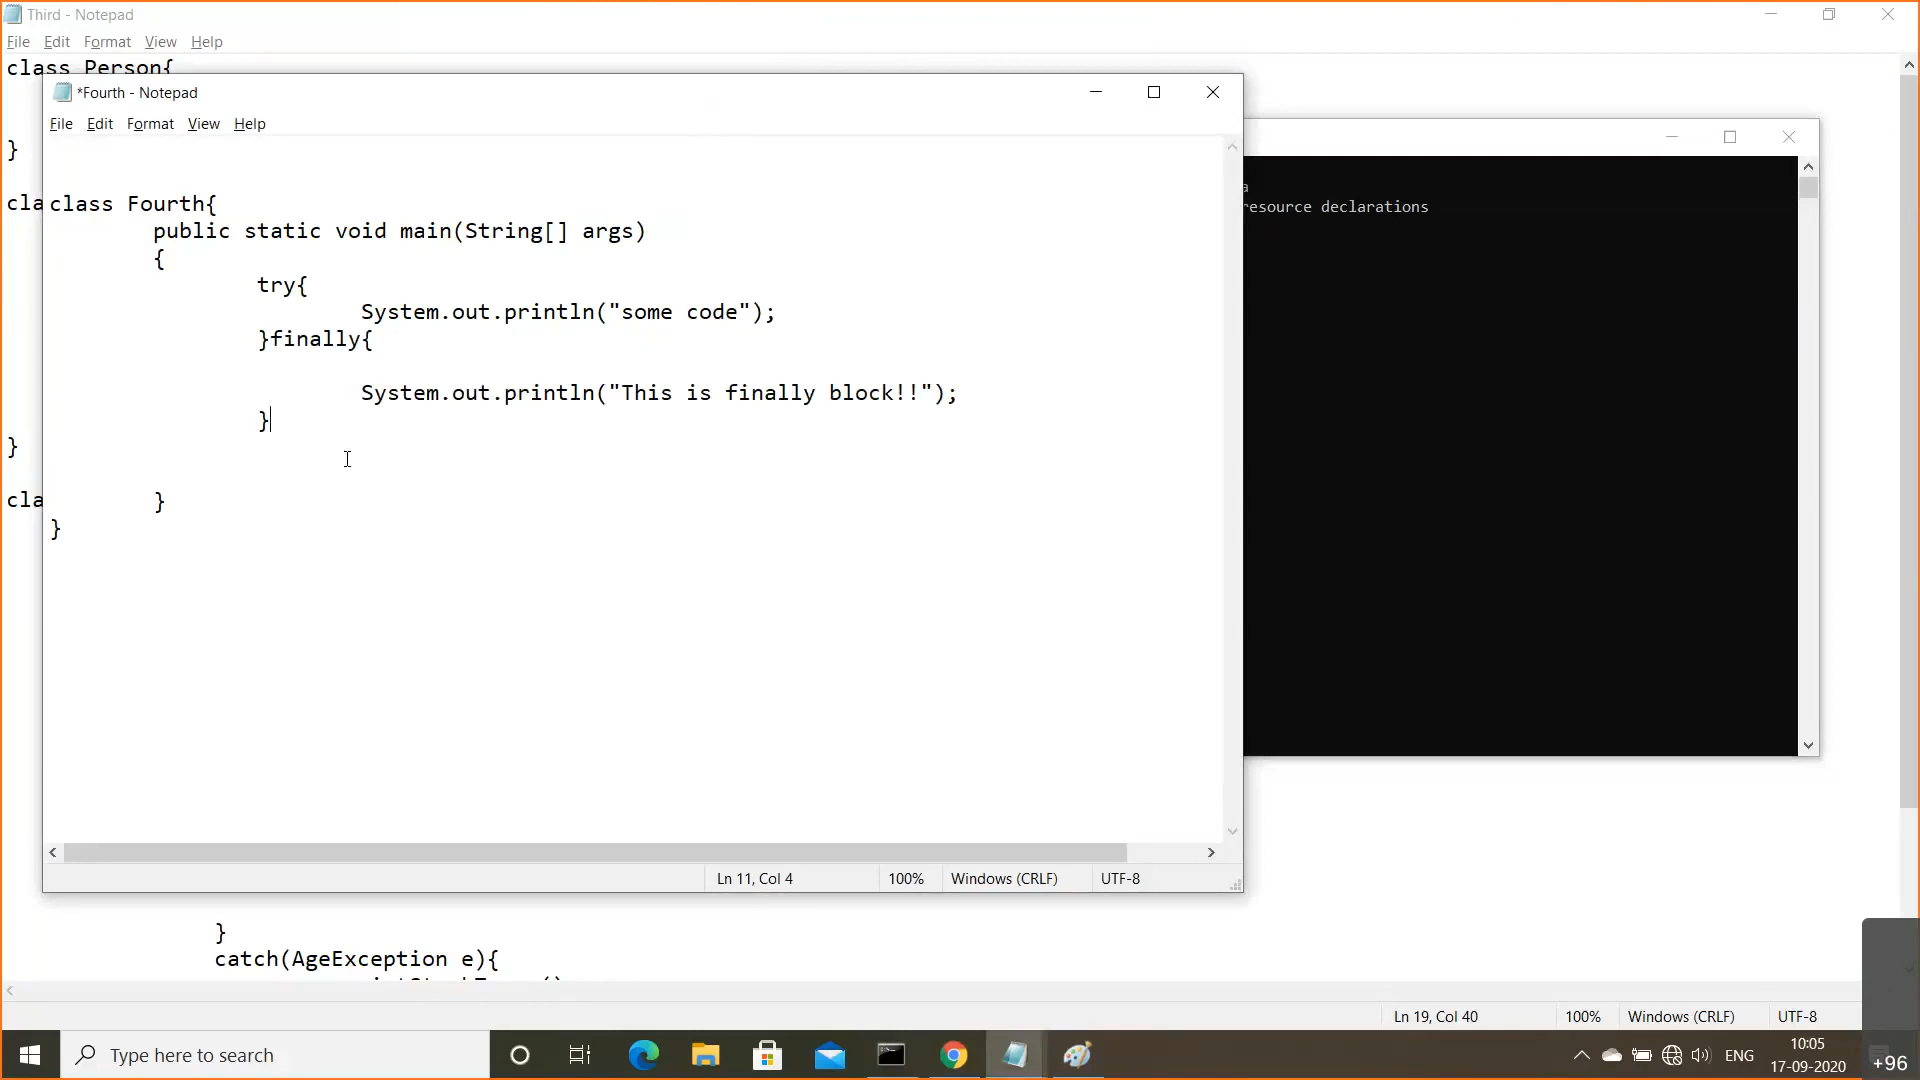 Third - Notepad
File Edit Format View Help
class Person{
}
cla
}
cla
*Fourth - Notepad
File Edit Format View Help
class Fourth{
public static void main(String[] args)
{
try{
System.out.println("some code");
}finally{
System.out.println("This is finally block!!");
}
}
}
Ln 11, Col 4 100% Windows (CRLF) UTF-8
a
resource declarations
}
catch(AgeException e){
Ln 19, Col 40 100% Windows (CRLF) UTF-8
Type here to search
ENG
10:05
17-09-2020
+96